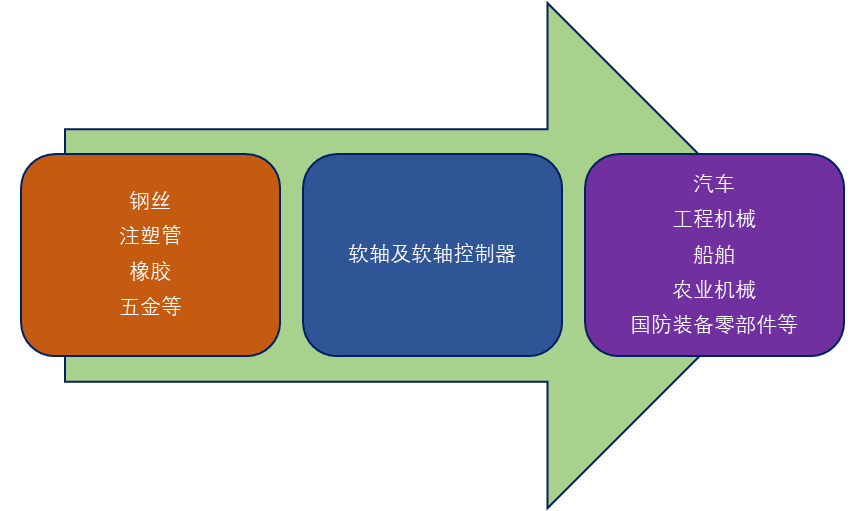 钢丝
注塑管
橡胶
五金等
软轴及软轴控制器
汽车
工程机械
船舶
农业机械
国防装备零部件等